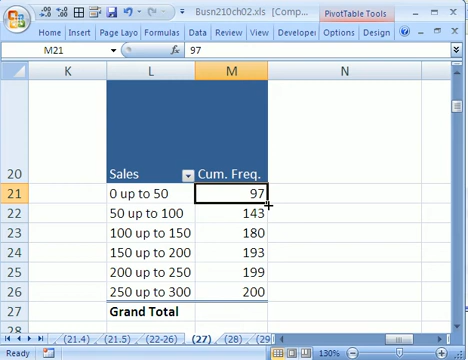 Busn210ch02.xls [Comp... PivotTable Tools
Home Insert Page Layo Formulas Data Review View Developer Options Design
M21 97
K L M N
20 Sales Cum. Freq.
21 0 up to 50 97
22 50 up to 100 143
23 100 up to 150 180
24 150 up to 200 193
25 200 up to 250 199
26 250 up to 300 200
27 Grand Total
28
(21.4) (21.5) (22-26) (27) (28) (29
Ready 130%